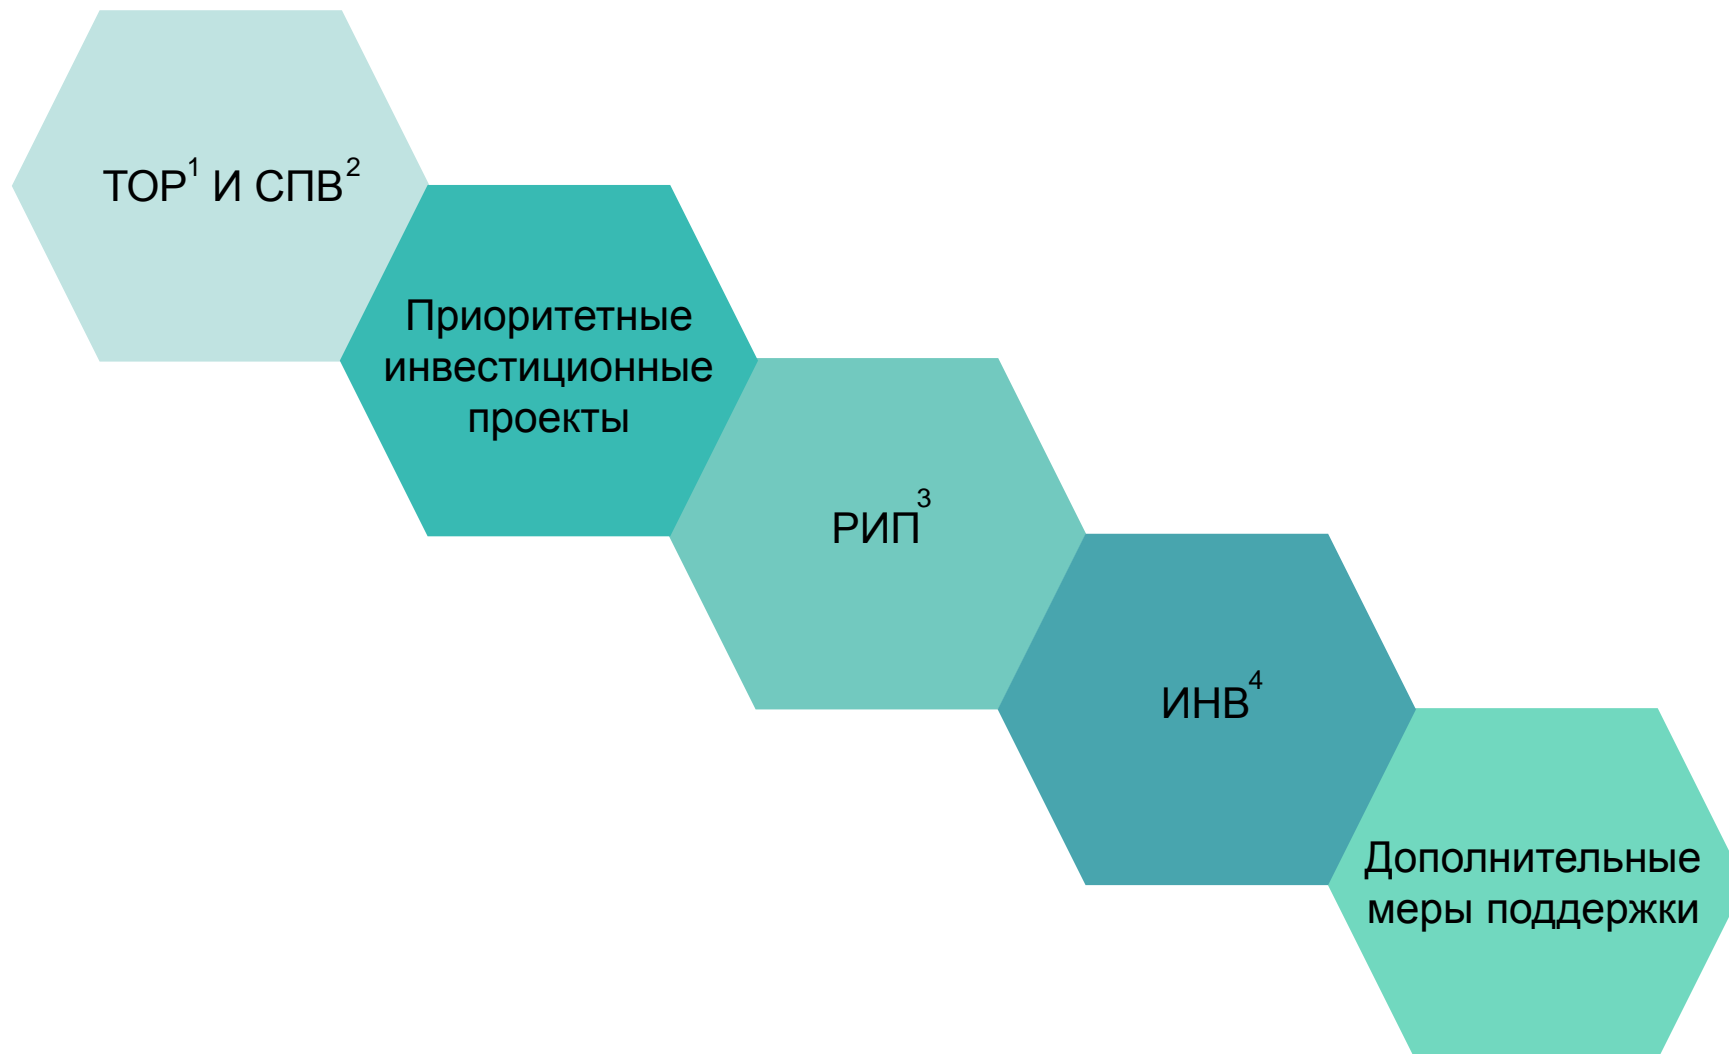 ТОР¹ И СПВ²
Приоритетные
инвестиционные
проекты
РИП³
ИНВ⁴
Дополнительные
меры поддержки